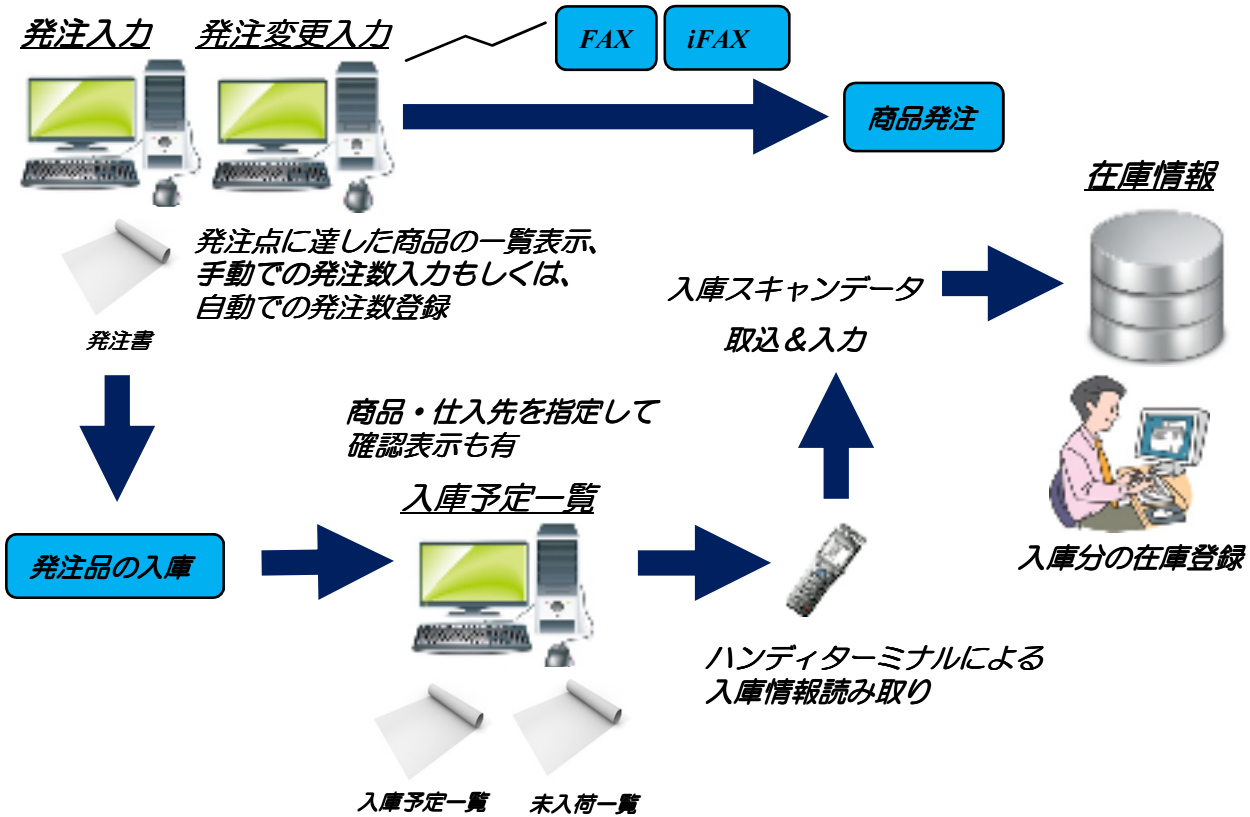 発注入力
発注変更入力
FAX
iFAX
商品発注
在庫情報
発注点に達した商品の一覧表示、
手動での発注数入力もしくは、
自動での発注数登録
発注書
入庫スキャンデータ
取込&入力
商品・仕入先を指定して
確認表示も有
入庫予定一覧
発注品の入庫
入庫分の在庫登録
ハンディターミナルによる
入庫情報読み取り
入庫予定一覧
未入荷一覧